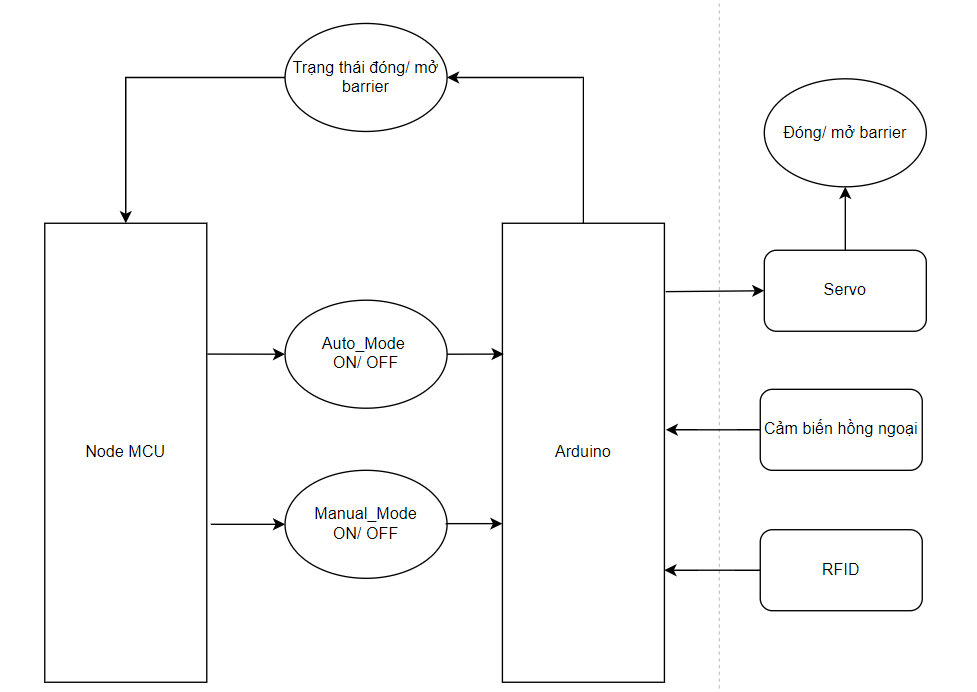 Trạng thái đóng/ mở
barrier
Đóng/ mở barrier
Servo
Auto_Mode
ON/ OFF
Cảm biến hồng ngoại
Node MCU
Arduino
Manual_Mode
ON/ OFF
RFID